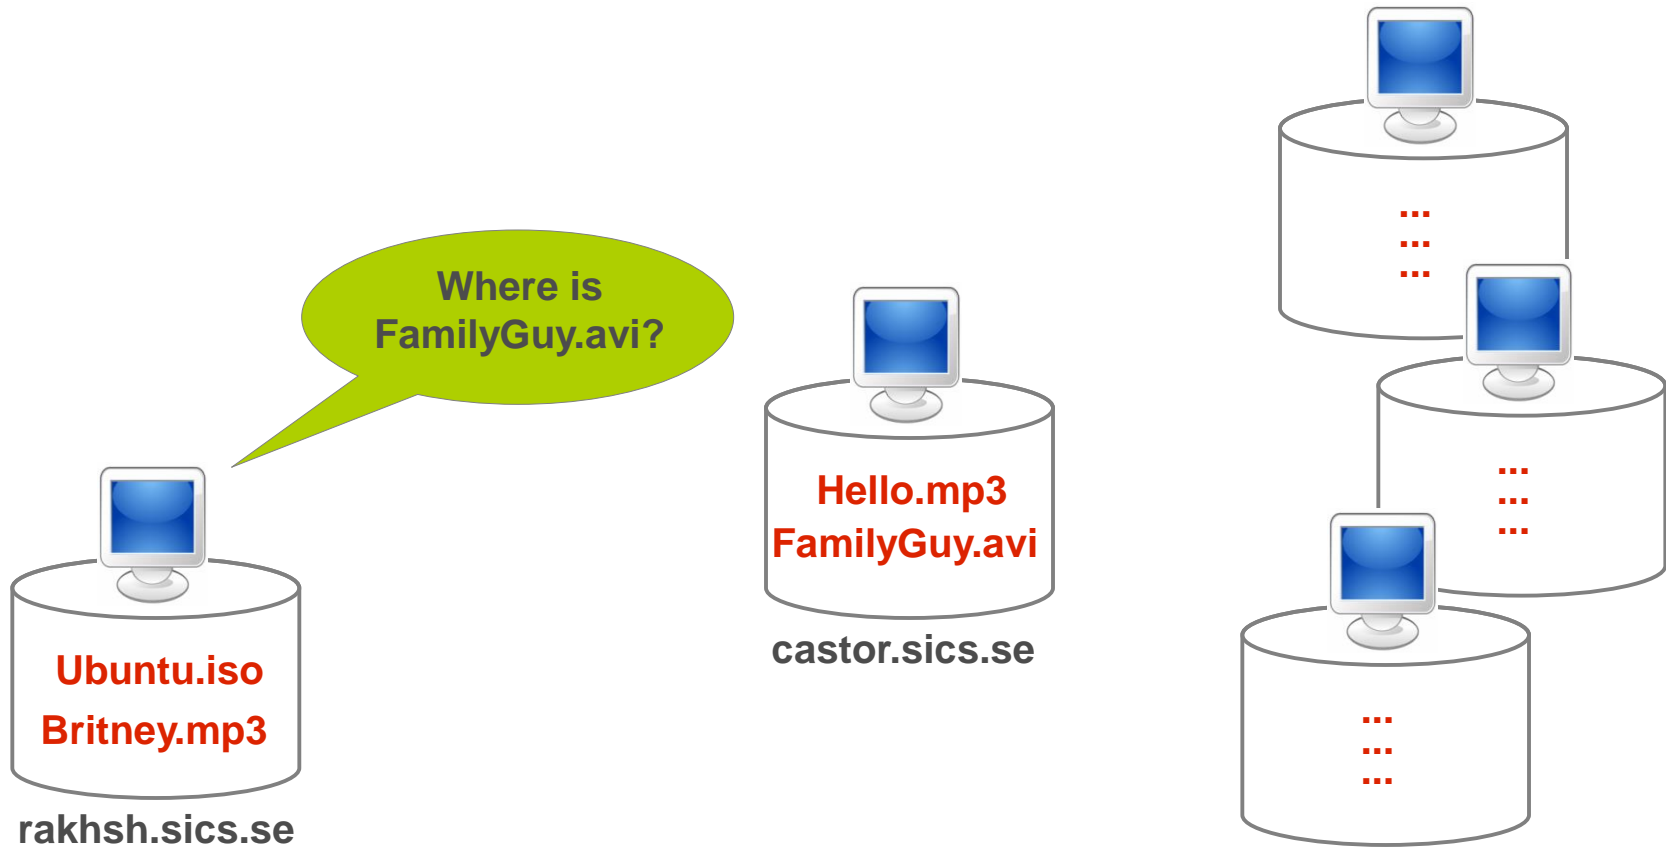 Where is
FamilyGuy.avi?
Ubuntu.iso
Britney.mp3
rakhsh.sics.se
Hello.mp3
FamilyGuy.avi
castor.sics.se
...
...
...
...
...
...
...
...
...